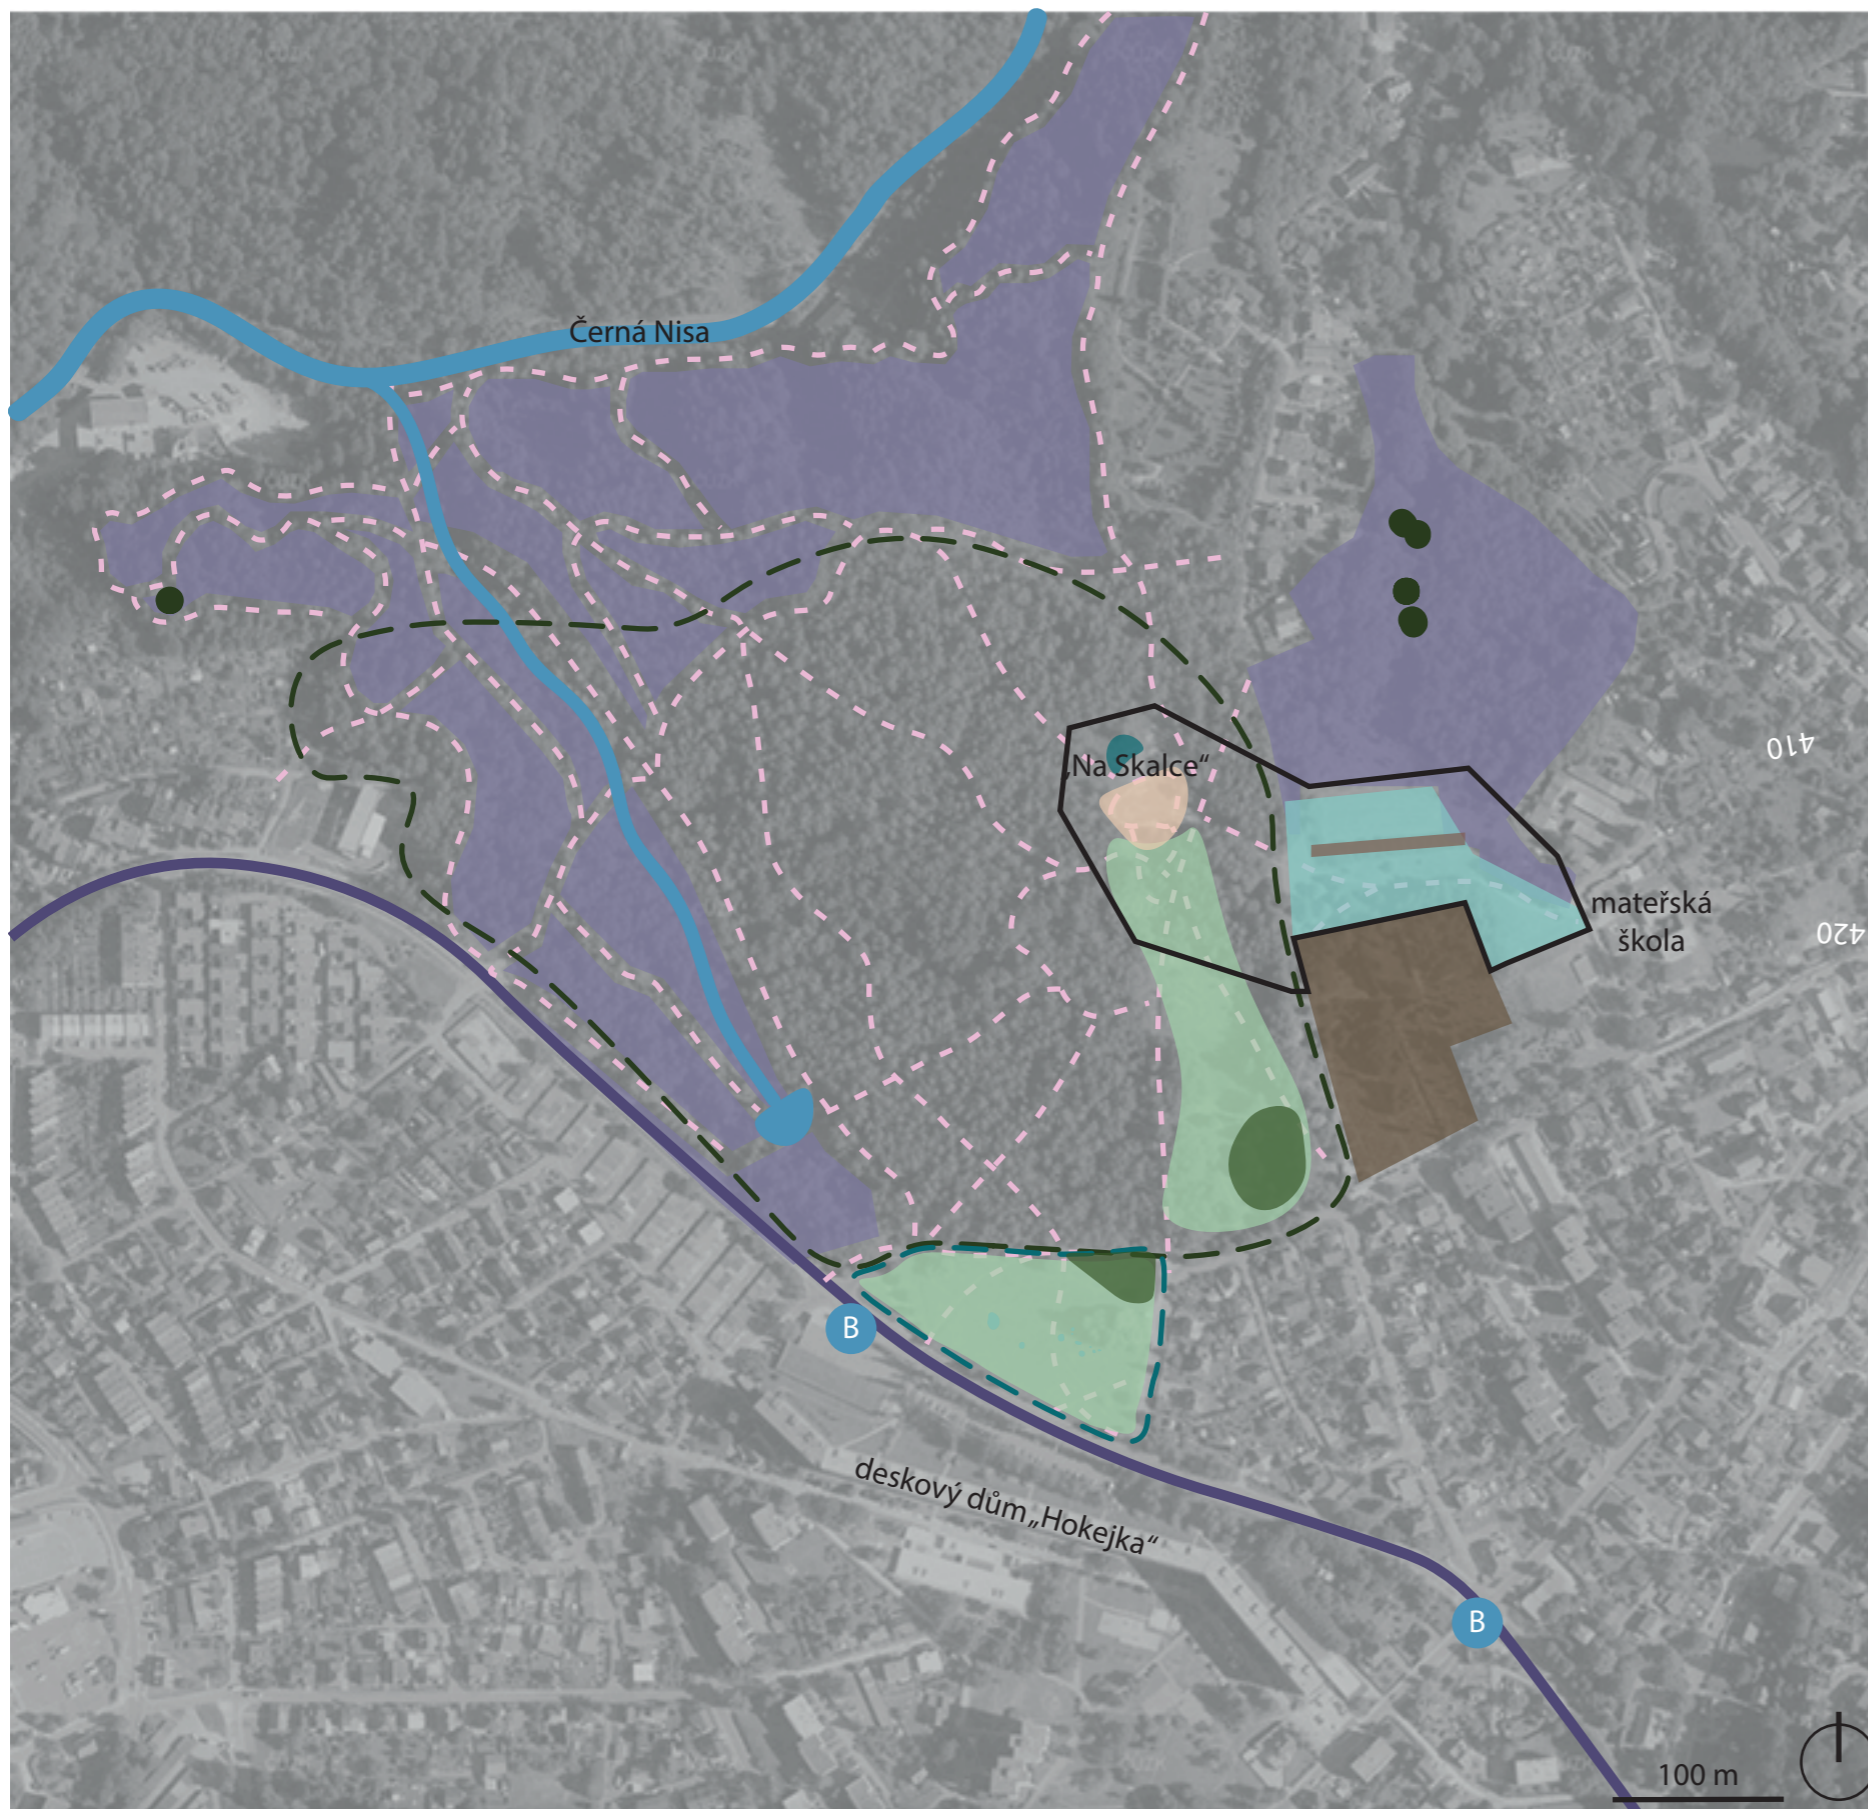 Černá Nisa
„Na Skalce“
410
mateřská
škola
420
B
deskový dům „Hokejka“
B
100 m